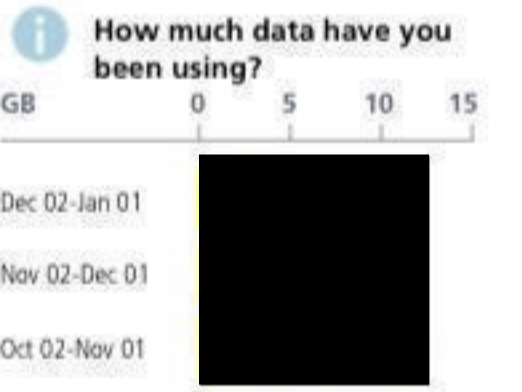 i
How much data have you
been using?
GB 0 5 10 15
Dec 02-Jan 01
Nov 02-Dec 01
Oct 02-Nov 01